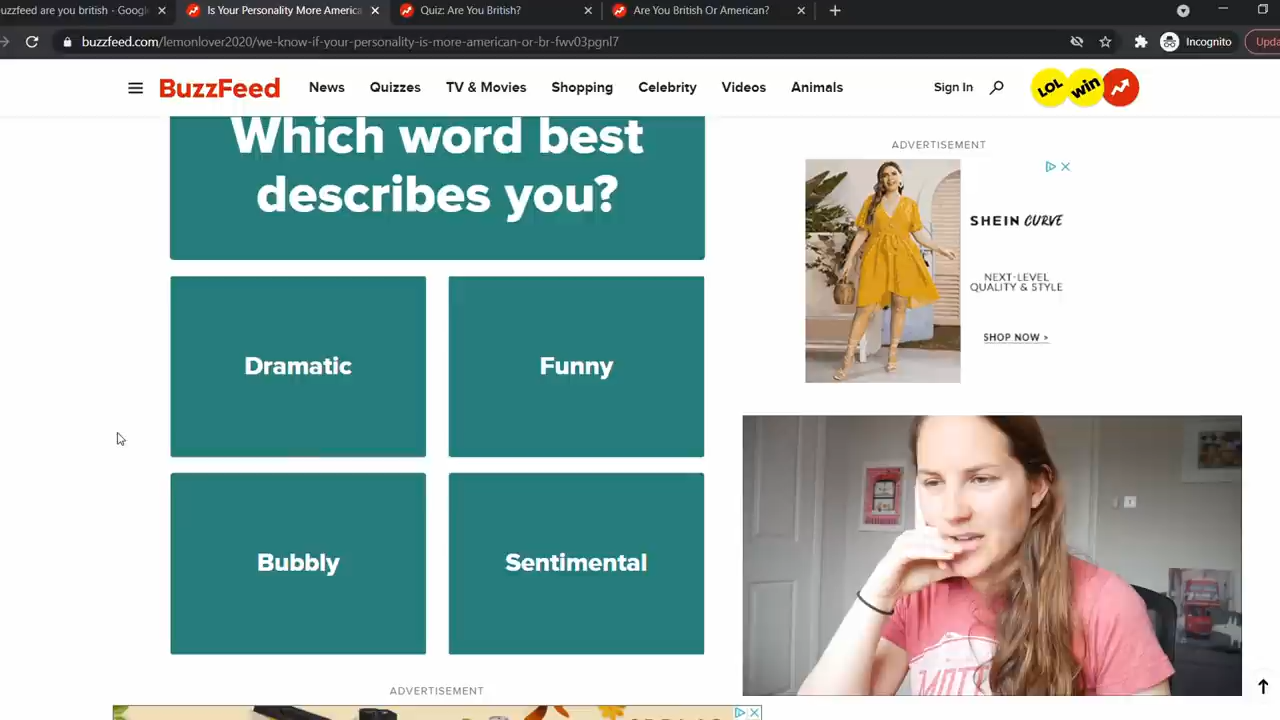 uzzfeed are you british - Googl
Is Your Personality More America
Quiz: Are You British?
Are You British Or American?
buzzfeed.com/lemonlover2020/we-know-if-your-personality-is-more-american-or-br-fwv03pgnl7
Incognito
Upda
BuzzFeed
News
Quizzes
TV & Movies
Shopping
Celebrity
Videos
Animals
Sign In
LOL
win
Which word best
describes you?
Dramatic
Funny
Bubbly
Sentimental
ADVERTISEMENT
ADVERTISEMENT
SHEIN CURVE
NEXT-LEVEL
QUALITY & STYLE
SHOP NOW >